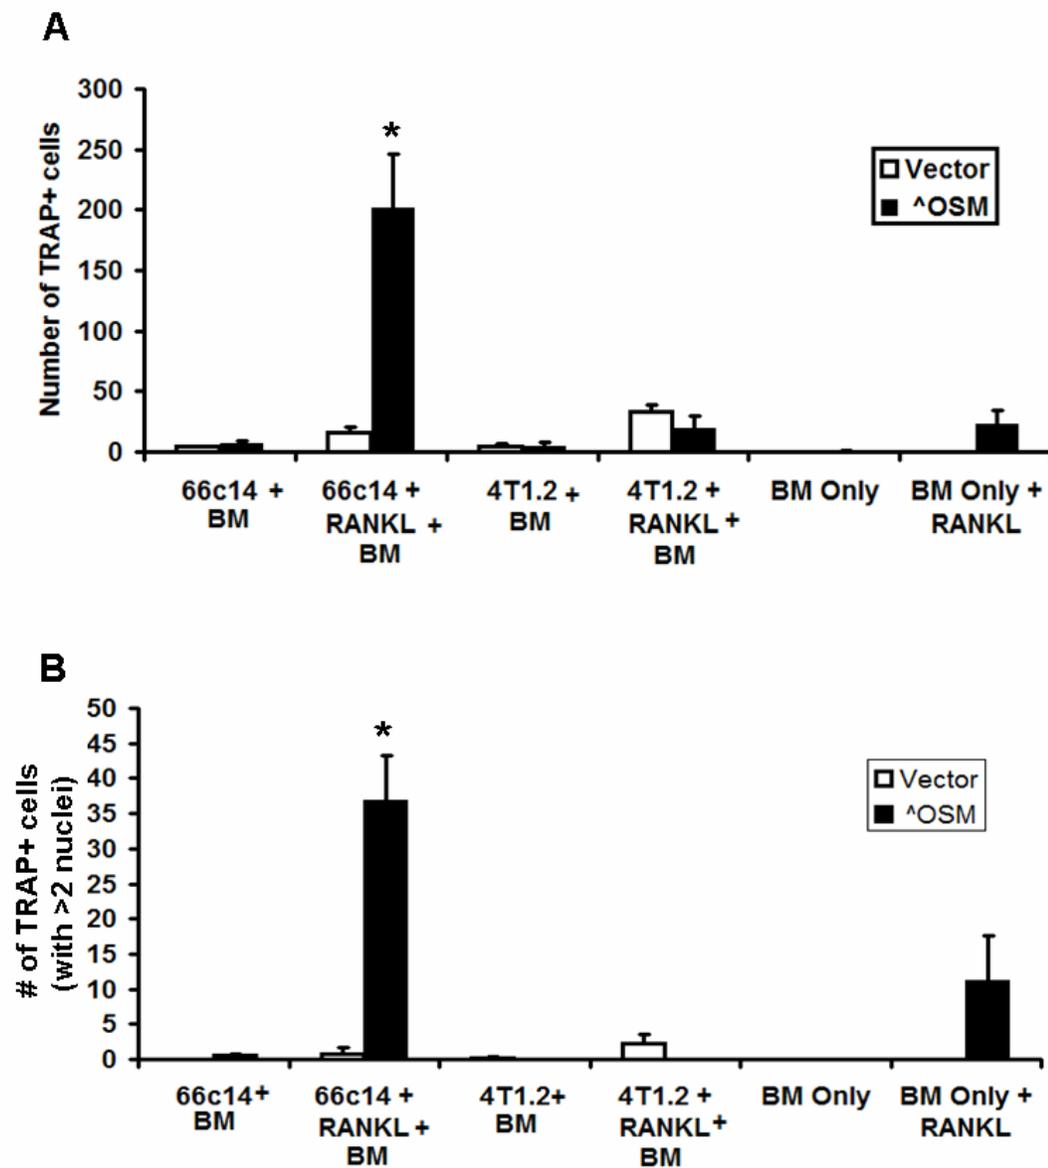 A
Number of TRAP+ cells
300
250
200
150
100
50
0
*
Vector
^OSM
66c14 +
BM
66c14 +
RANKL +
BM
4T1.2 +
BM
4T1.2 +
RANKL +
BM
BM Only
BM Only +
RANKL
B
# of TRAP+ cells
(with >2 nuclei)
50
45
40
35
30
25
20
15
10
5
0
*
Vector
^OSM
66c14+
BM
66c14 +
RANKL +
BM
4T1.2+
BM
4T1.2 +
RANKL+
BM
BM Only
BM Only +
RANKL